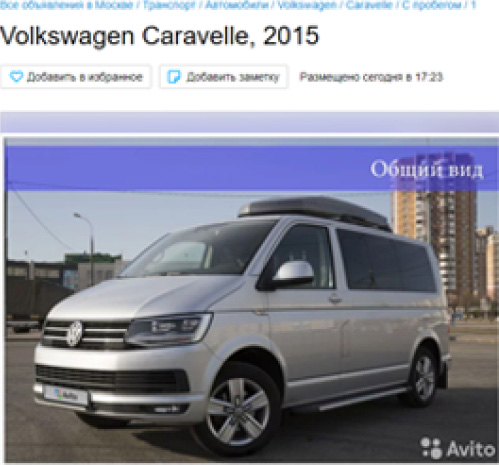 Все объявления в Москве / Транспорт / Автомобили / Volkswagen / Caravelle / С пробегом / 1
Volkswagen Caravelle, 2015
Добавить в избранное
Добавить заметку
Размещено сегодня в 17:23
Общий вид
Avito